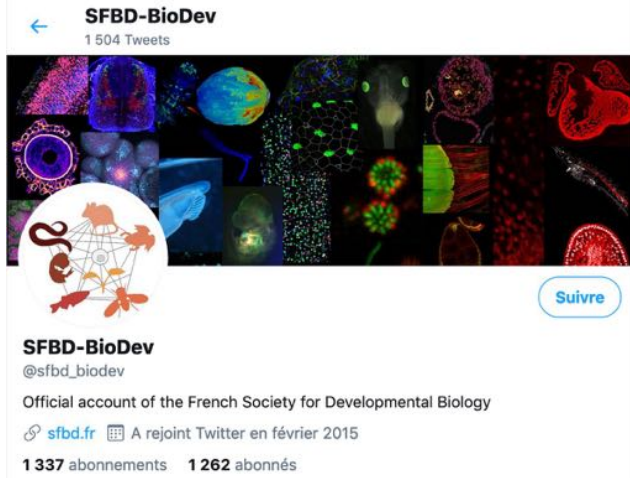 SFBD-BioDev
1 504 Tweets
Suivre
SFBD-BioDev
@sfbd_biodev
Official account of the French Society for Developmental Biology
sfbd.fr A rejoint Twitter en février 2015
1 337 abonnements 1 262 abonnés